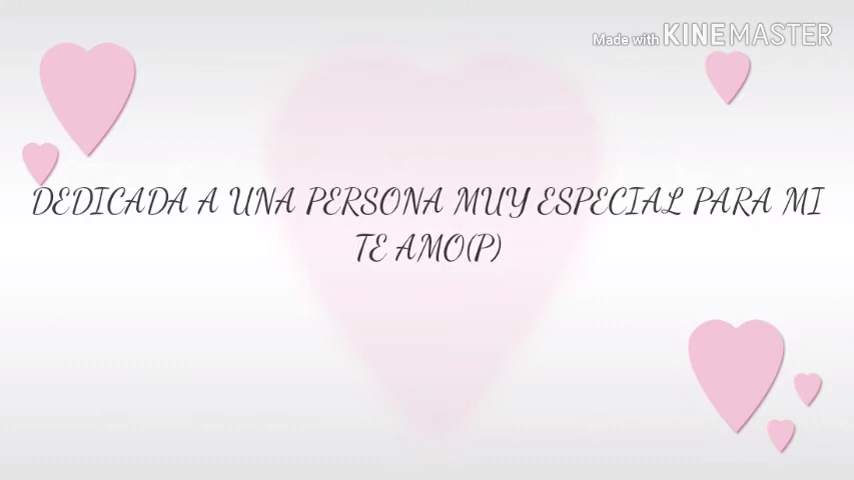 Made with KINEMASTER
DEDICADA A UNA PERSONA MUY ESPECIAL PARA MI
TE AMO(P)